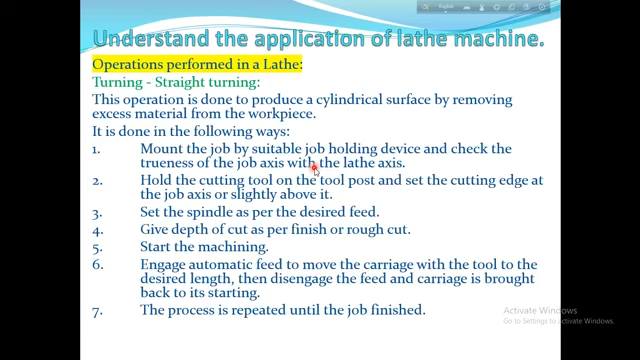 English
Understand the application of lathe machine.
Operations performed in a Lathe:
Turning - Straight turning:
This operation is done to produce a cylindrical surface by removing
excess material from the workpiece.
It is done in the following ways:
1. Mount the job by suitable job holding device and check the
trueness of the job axis with the lathe axis.
2. Hold the cutting tool on the tool post and set the cutting edge at
the job axis or slightly above it.
3. Set the spindle as per the desired feed.
4. Give depth of cut as per finish or rough cut.
5. Start the machining.
6. Engage automatic feed to move the carriage with the tool to the
desired length, then disengage the feed and carriage is brought
back to its starting.
7. The process is repeated until the job finished.
Activate Windows
Go to Settings to activate Windows.